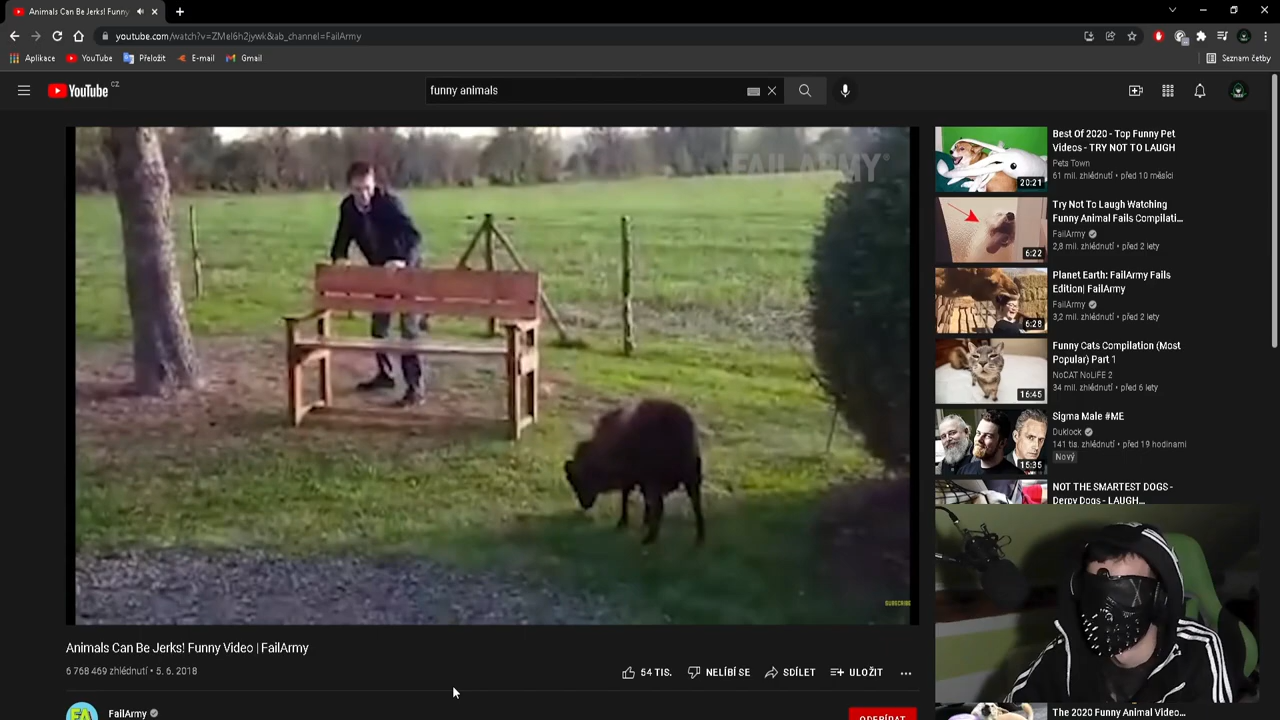 Animals Can Be Jerks! Funny
youtube.com/watch?v=ZMel6h2jywk&ab_channel=FailArmy
Aplikace
YouTube
Přeložit
E-mail
Gmail
Seznam četby
YouTube CZ
funny animals
FAILARMY
SUBSCRIBE
Animals Can Be Jerks! Funny Video | FailArmy
6 768 469 zhlédnutí • 5. 6. 2018
54 TIS.
NELÍBÍ SE
SDÍLET
ULOŽIT
FailArmy
ODEBÍRAT
Best Of 2020 - Top Funny Pet
Videos - TRY NOT TO LAUGH
Pets Town
61 mil. zhlédnutí • před 10 měsíci
20:21
Try Not To Laugh Watching
Funny Animal Fails Compilati...
FailArmy
2,8 mil. zhlédnutí • před 2 lety
6:22
Planet Earth: FailArmy Fails
Edition| FailArmy
FailArmy
3,2 mil. zhlédnutí • před 2 lety
6:28
Funny Cats Compilation (Most
Popular) Part 1
NoCAT NoLiFE 2
34 mil. zhlédnutí • před 6 lety
16:45
Sigma Male #ME
Duklock
141 tis. zhlédnutí • před 19 hodinami
Nový
15:35
NOT THE SMARTEST DOGS -
Derpy Dogs - LAUGH...
The 2020 Funny Animal Video...